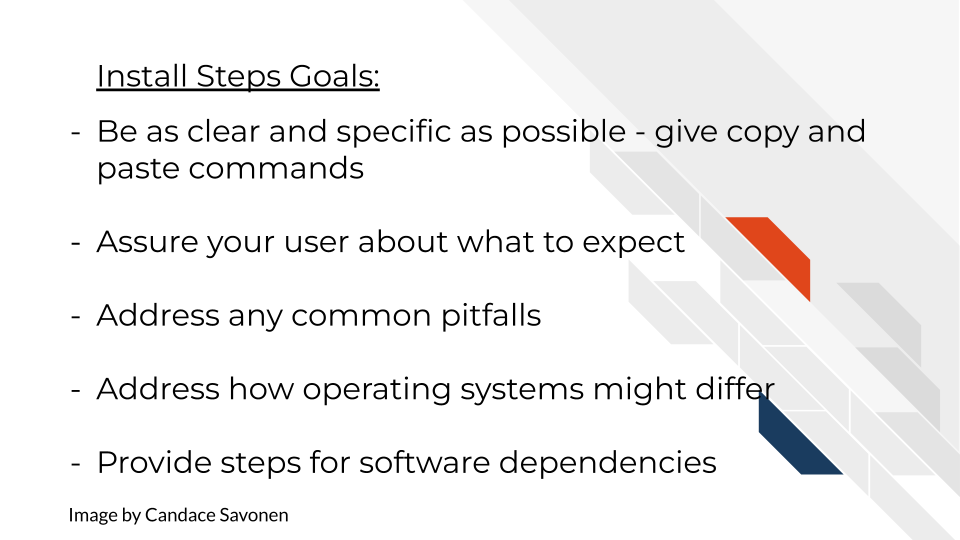 Install Steps Goals:
- Be as clear and specific as possible - give copy and
paste commands
- Assure your user about what to expect
- Address any common pitfalls
- Address how operating systems might differ
- Provide steps for software dependencies
Image by Candace Savonen